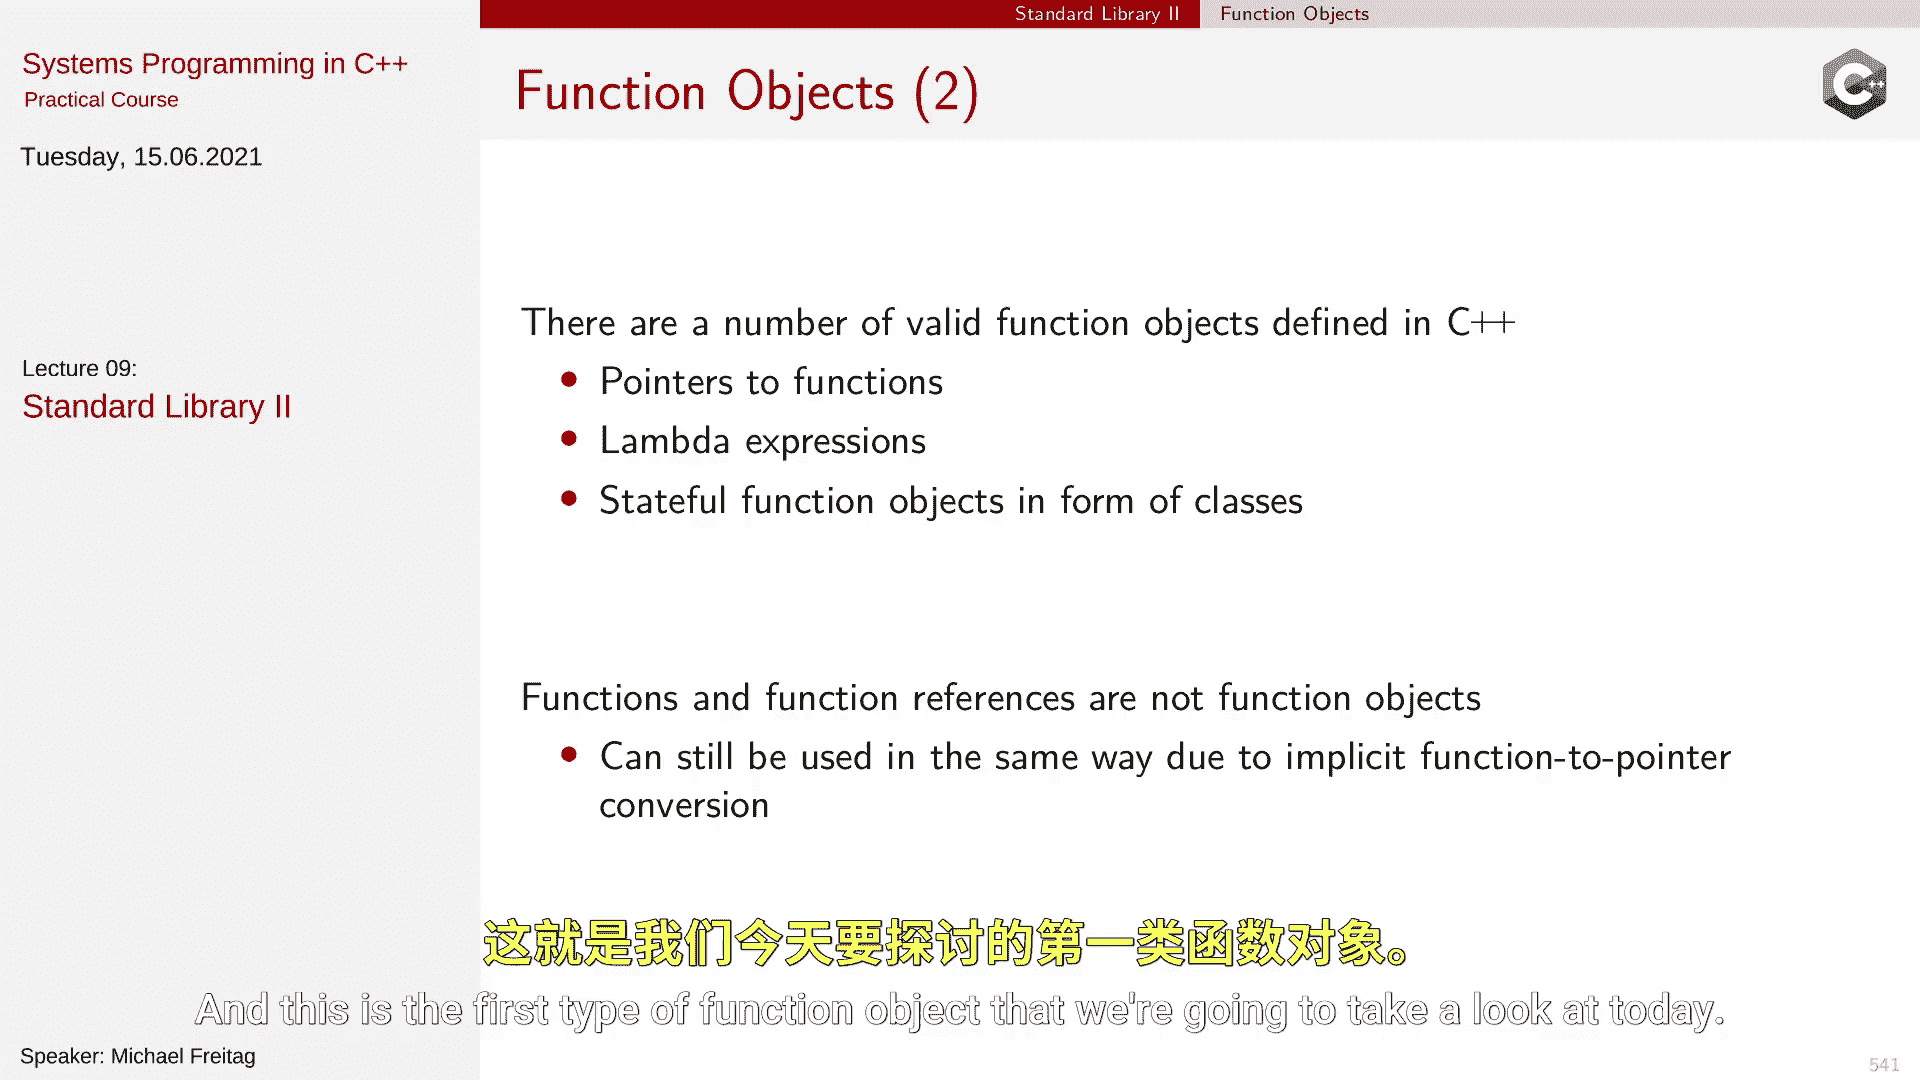 Standard Library II
Function Objects
Systems Programming in C++
Practical Course
Tuesday, 15.06.2021
Function Objects (2)
C++
There are a number of valid function objects defined in C++
Pointers to functions
Lambda expressions
Stateful function objects in form of classes
Lecture 09:
Standard Library II
Functions and function references are not function objects
Can still be used in the same way due to implicit function-to-pointer
conversion
这就是我们今天要探讨的第一类函数对象。
And this is the first type of function object that we're going to take a look at today.
Speaker: Michael Freitag
541